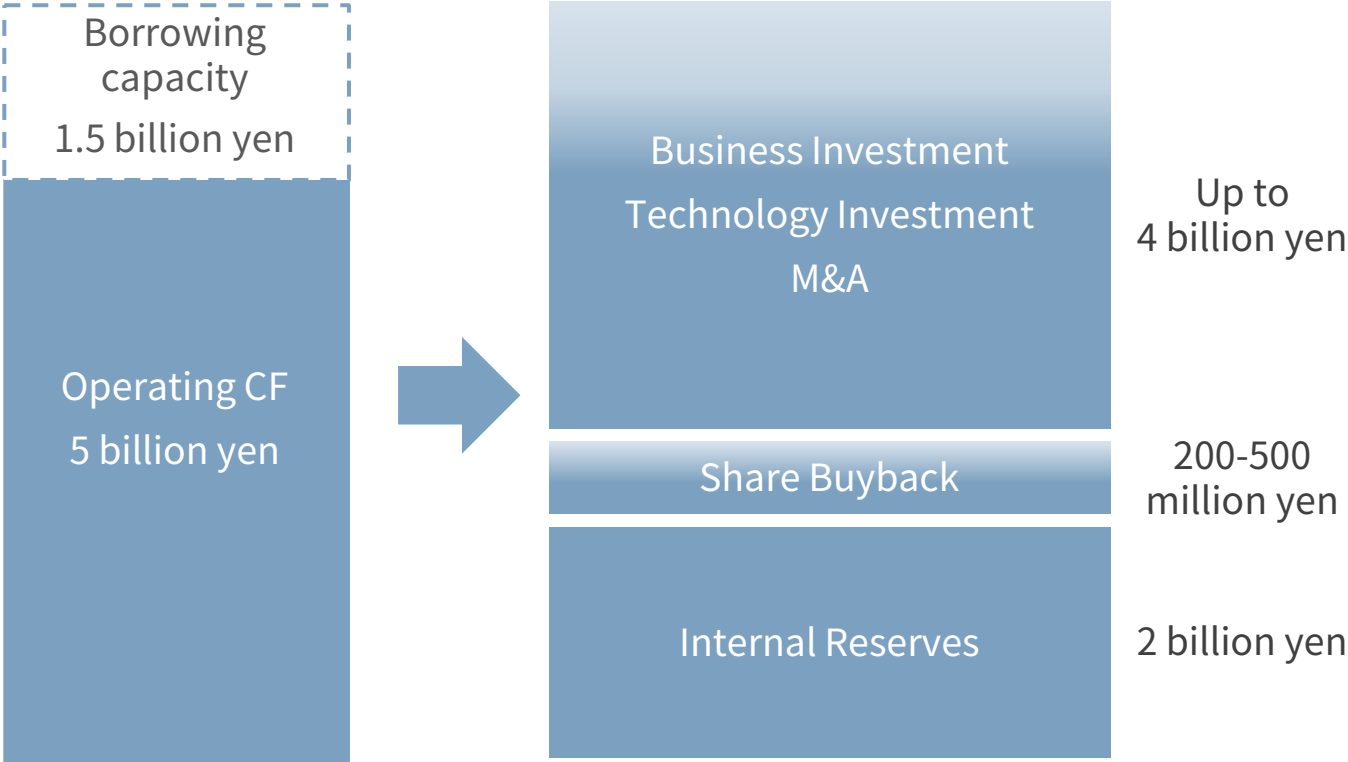 Borrowing
capacity
1.5 billion yen
Operating CF
5 billion yen
Business Investment
Technology Investment
M&A
Up to
4 billion yen
Share Buyback
200-500
million yen
Internal Reserves
2 billion yen